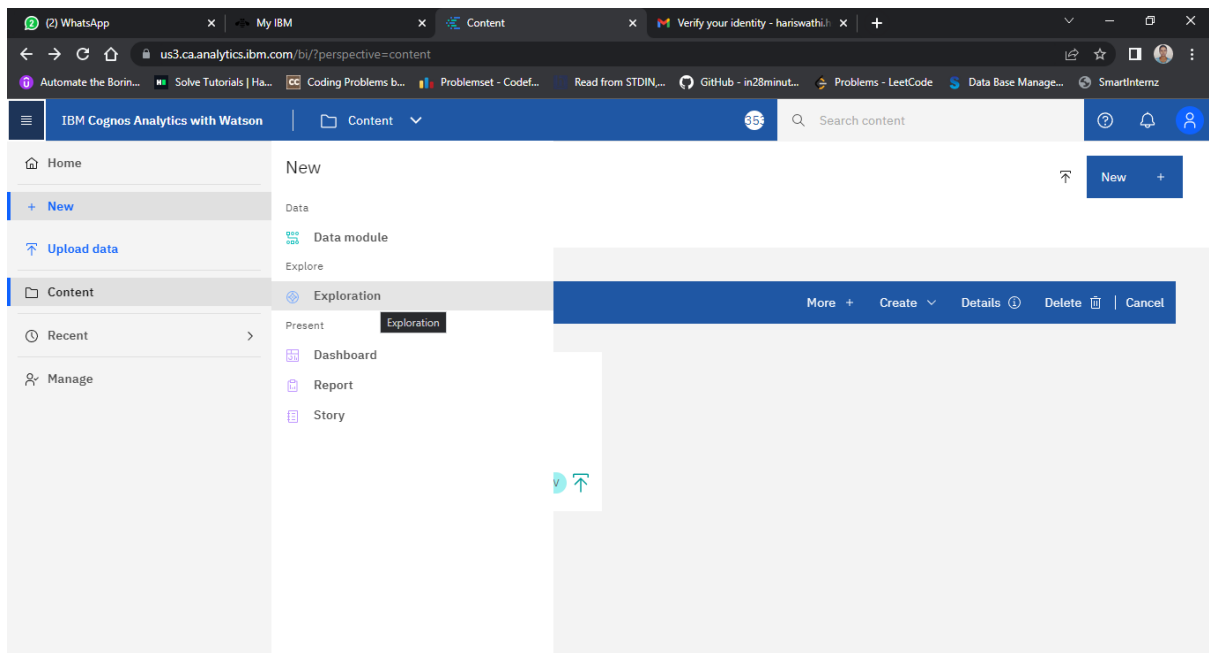 2 (2) WhatsApp My IBM Content Verify your identity - hariswathi.h
us3.ca.analytics.ibm.com/bi/?perspective=content
Automate the Borin... Solve Tutorials | Ha... CC Coding Problems b... Problemset - Codef... Read from STDIN,... GitHub - in28minut... Problems - LeetCode Data Base Manage... SmartInternz
IBM Cognos Analytics with Watson Content 353 Search content
Home
New
Upload data
Content
Recent
Manage
New
Data
Data module
Explore
Exploration
Exploration
Present
Dashboard
Report
Story
New +
More + Create Details Delete | Cancel
V